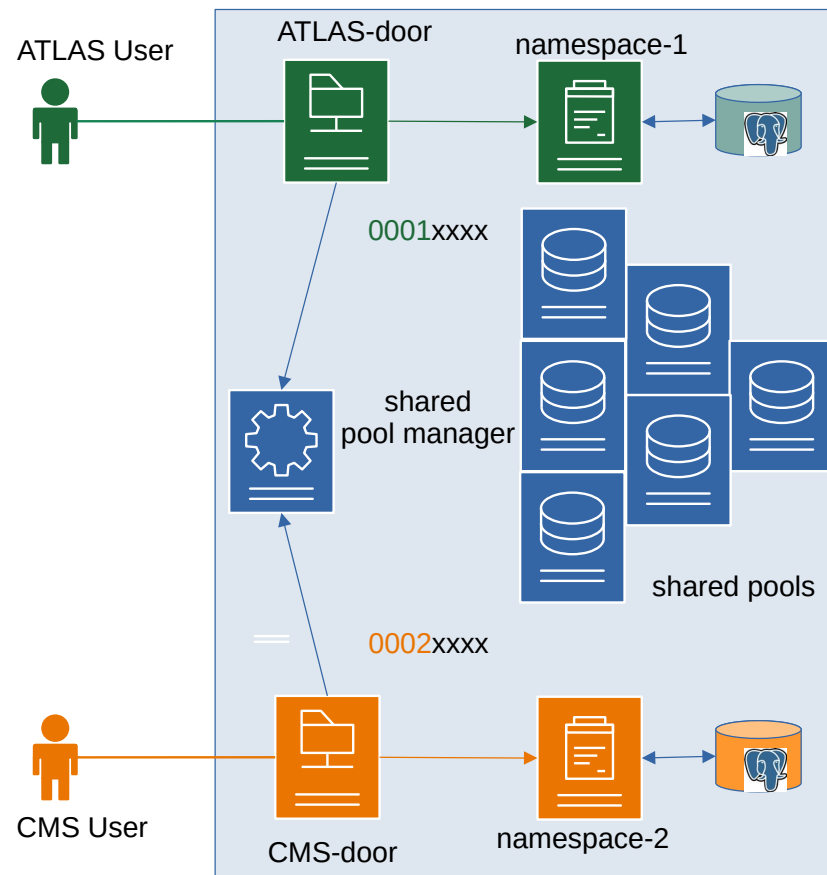 ATLAS-door
namespace-1
ATLAS User
0001xxxx
shared
pool manager
shared pools
0002xxxx
CMS User
CMS-door
namespace-2